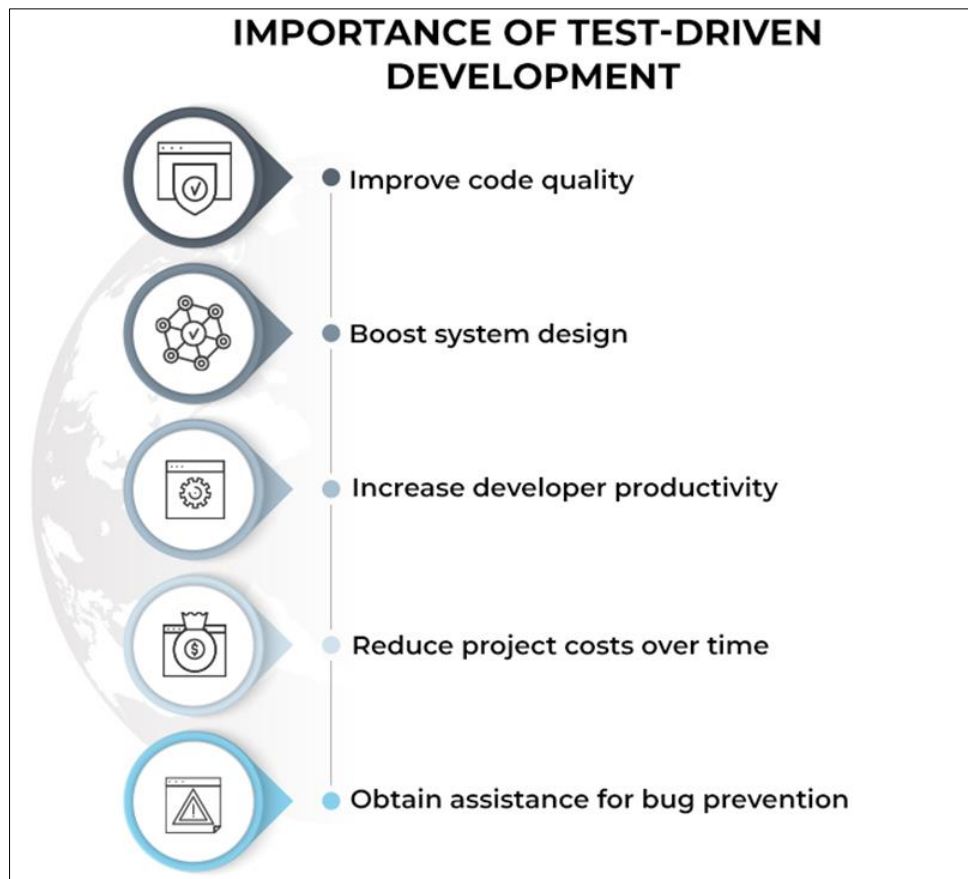 IMPORTANCE OF TEST-DRIVEN
DEVELOPMENT
Improve code quality
Boost system design
Increase developer productivity
$
Reduce project costs over time
Obtain assistance for bug prevention